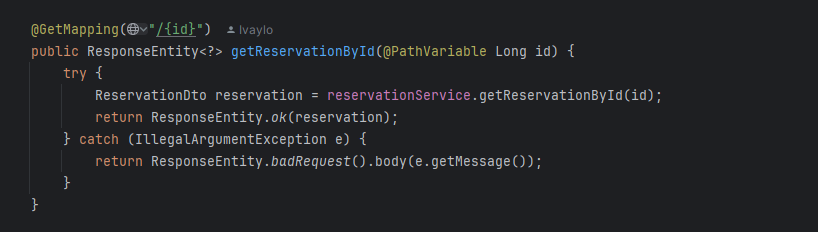 @GetMapping("/{id}") Ivaylo
public ResponseEntity<?> getReservationById(@PathVariable Long id) {
try {
ReservationDto reservation = reservationService.getReservationById(id);
return ResponseEntity.ok(reservation);
} catch (IllegalArgumentException e) {
return ResponseEntity.badRequest().body(e.getMessage());
}
}